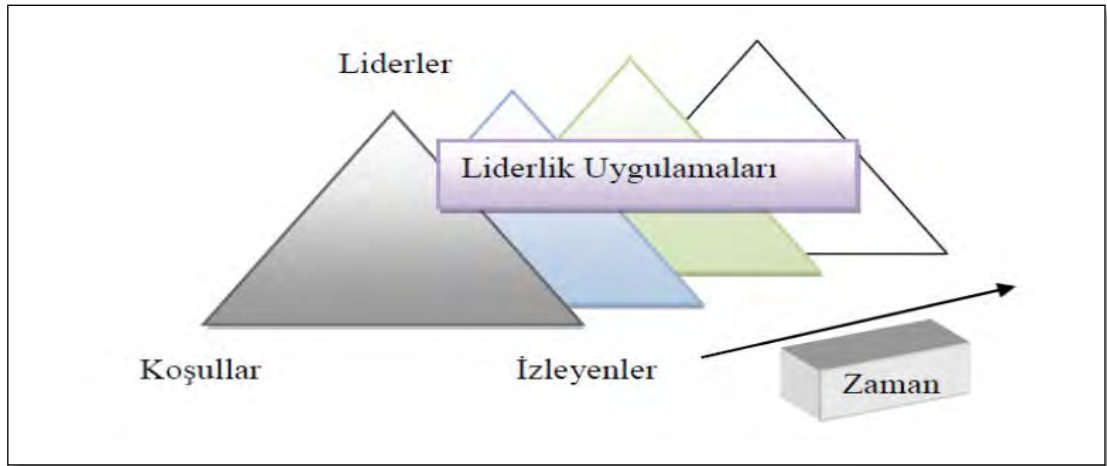 Liderler
Liderlik Uygulamaları
Koşullar
İzleyenler
Zaman